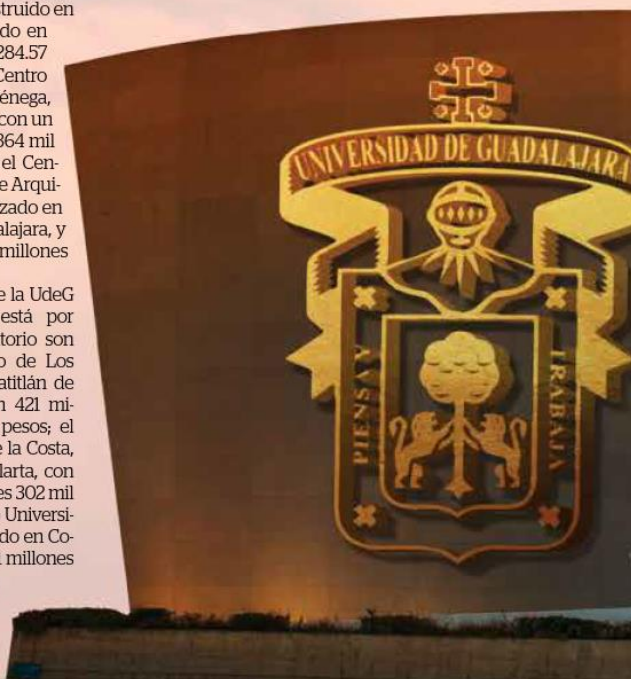 truido en
do en
284.57
Centro
énega,
con un
364 mil
el Cen-
e Arqui-
zado en
alajara, y
millones
e la UdeG
está por
torio son
o de Los
atitlán de
n 421 mi-
pesos; el
e la Costa,
larta, con
es 302 mil
Universi-
do en Co-
millones
UNIVERSIDAD DE GUADALAJARA
PIENSA Y
TRABAJA